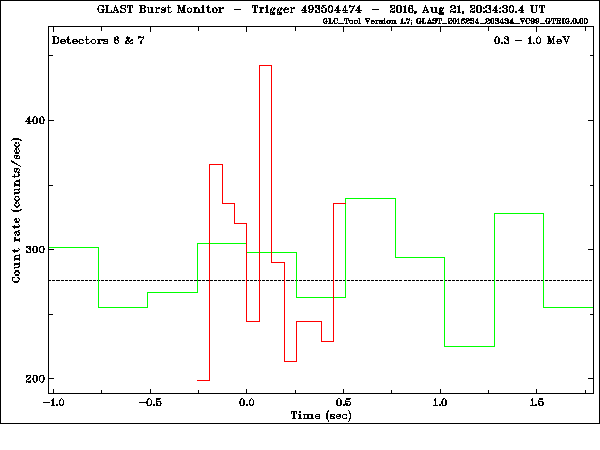 GLAST Burst Monitor – Trigger 493504474 – 2016, Aug 21, 20:34:30.4 UT
GLC_Tool Version 1.7; GLAST_2016234_203434_VC98_GTRIG.0.00
Detectors 6 & 7
0.3 – 1.0 MeV
400
300
200
Count rate (counts/sec)
-1.0 -0.5 0.0 0.5 1.0 1.5
Time (sec)